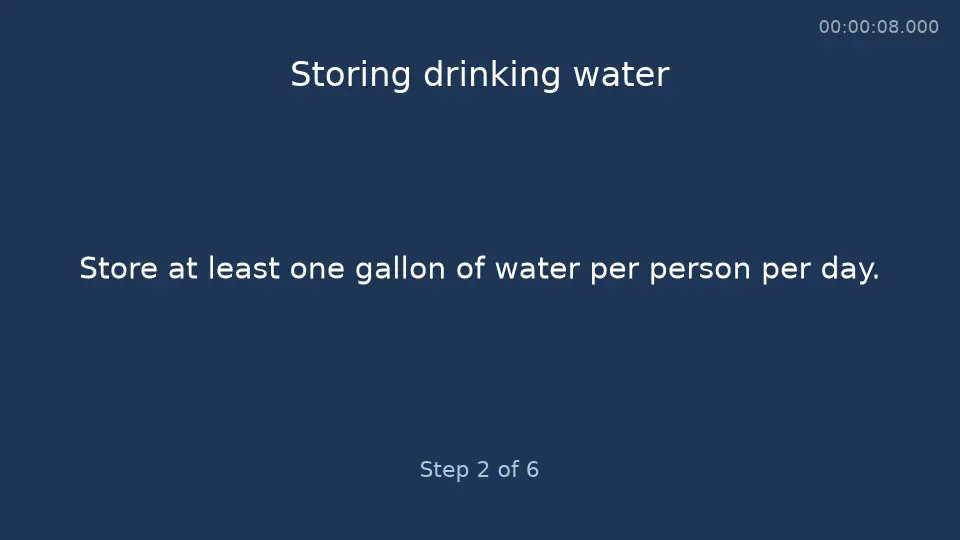 00:00:08.000
Storing drinking water
Store at least one gallon of water per person per day.
Step 2 of 6